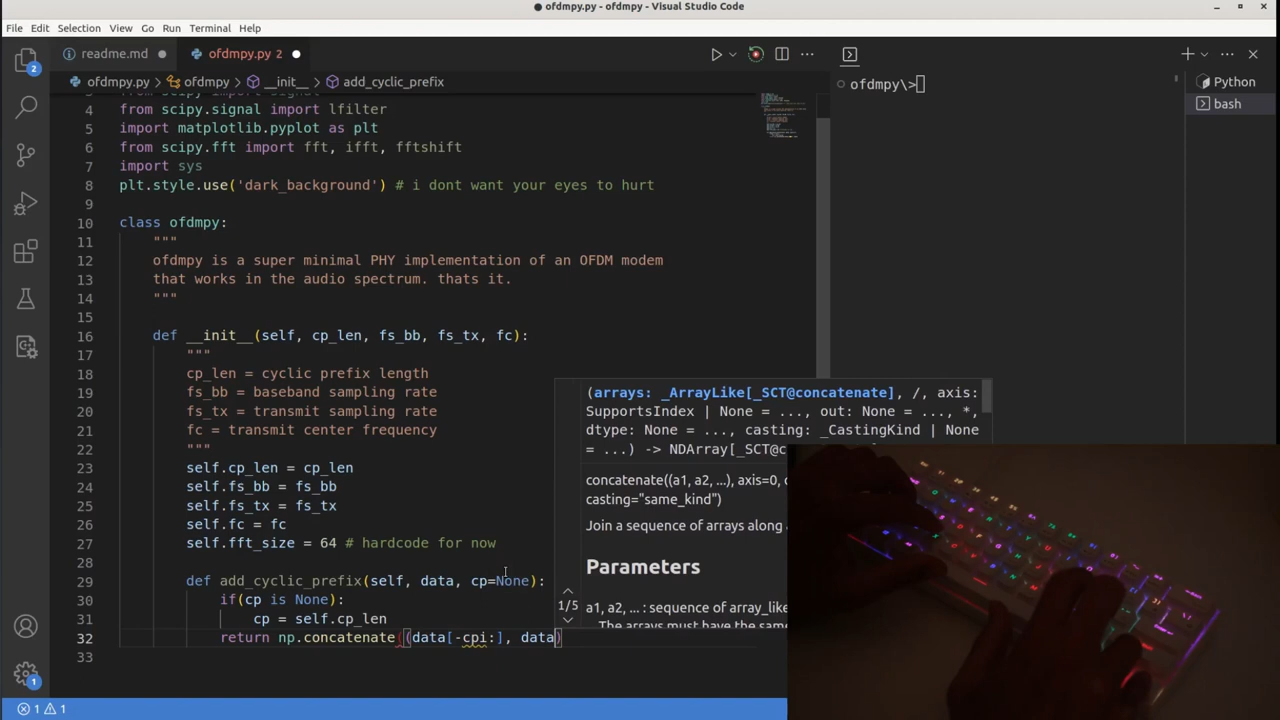 ofdmpy.py - ofdmpy - Visual Studio Code
File Edit Selection View Go Run Terminal Help
readme.md ofdmpy.py 2
ofdmpy.py > ofdmpy > __init__ > add_cyclic_prefix
ofdmpy\>
Python
bash
2
1
4 from scipy.signal import lfilter
5 import matplotlib.pyplot as plt
6 from scipy.fft import fft, ifft, fftshift
7 import sys
8 plt.style.use('dark_background') # i dont want your eyes to hurt
9
10 class ofdmpy:
11 """
12 ofdmpy is a super minimal PHY implementation of an OFDM modem
13 that works in the audio spectrum. thats it.
14 """
15
16 def __init__(self, cp_len, fs_bb, fs_tx, fc):
17 """
18 cp_len = cyclic prefix length
19 fs_bb = baseband sampling rate
20 fs_tx = transmit sampling rate
21 fc = transmit center frequency
22 """
23 self.cp_len = cp_len
24 self.fs_bb = fs_bb
25 self.fs_tx = fs_tx
26 self.fc = fc
27 self.fft_size = 64 # hardcode for now
28
29 def add_cyclic_prefix(self, data, cp=None):
30 if(cp is None):
31 cp = self.cp_len
32 return np.concatenate((data[-cpi:], data)
33
(arrays: _ArrayLike[_SCT@concatenate], /, axis:
SupportsIndex | None = ..., out: None = ..., *,
dtype: None = ..., casting: _CastingKind | None
= ...) -> NDArray[_SCT@c
concatenate((a1, a2, ...), axis=0,
casting="same_kind")
Join a sequence of arrays along
Parameters
1/5
a1, a2, ... : sequence of array_like
The arrays must have the same
1 1